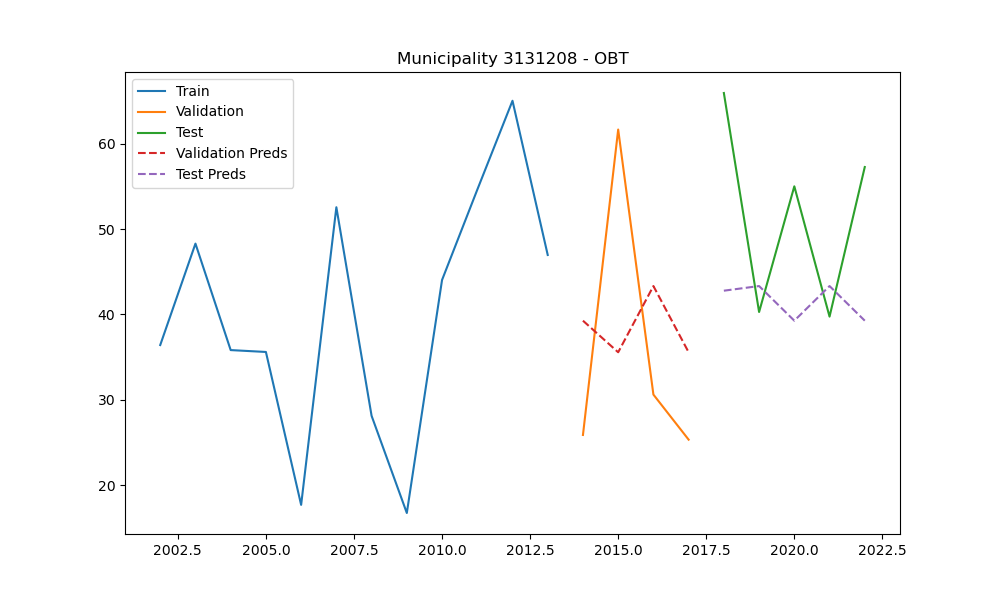 Municipality 3131208 - OBT
Train
Validation
Test
Validation Preds
Test Preds
60
50
40
30
20
2002.5 2005.0 2007.5 2010.0 2012.5 2015.0 2017.5 2020.0 2022.5